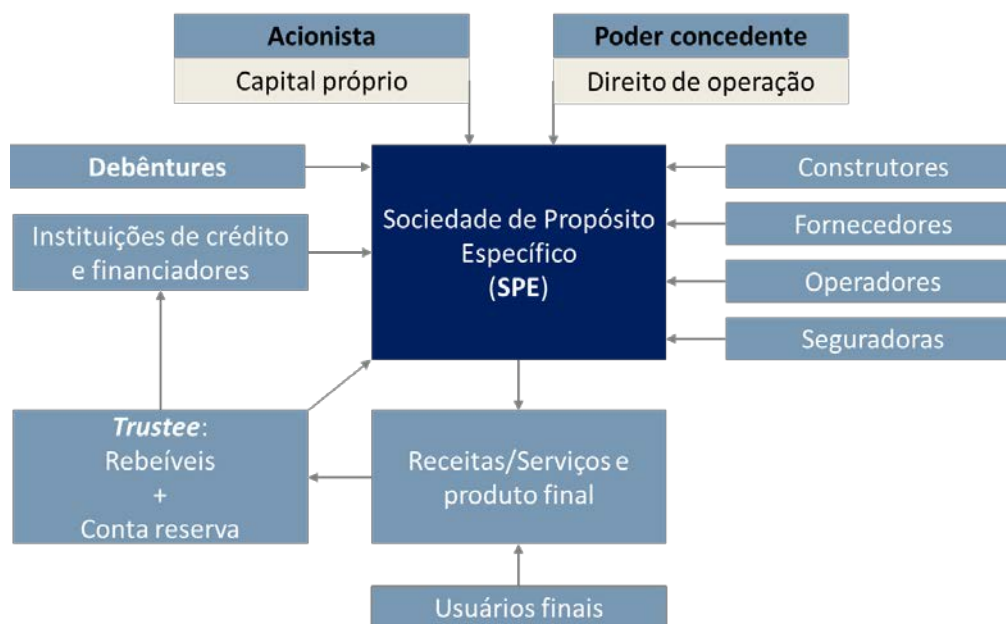 Acionista
Capital próprio
Poder concedente
Direito de operação
Debêntures
Instituições de crédito
e financiadores
Sociedade de Propósito
Específico
(SPE)
Construtores
Fornecedores
Operadores
Seguradoras
Trustee:
Rebeíveis
+
Conta reserva
Receitas/Serviços e
produto final
Usuários finais